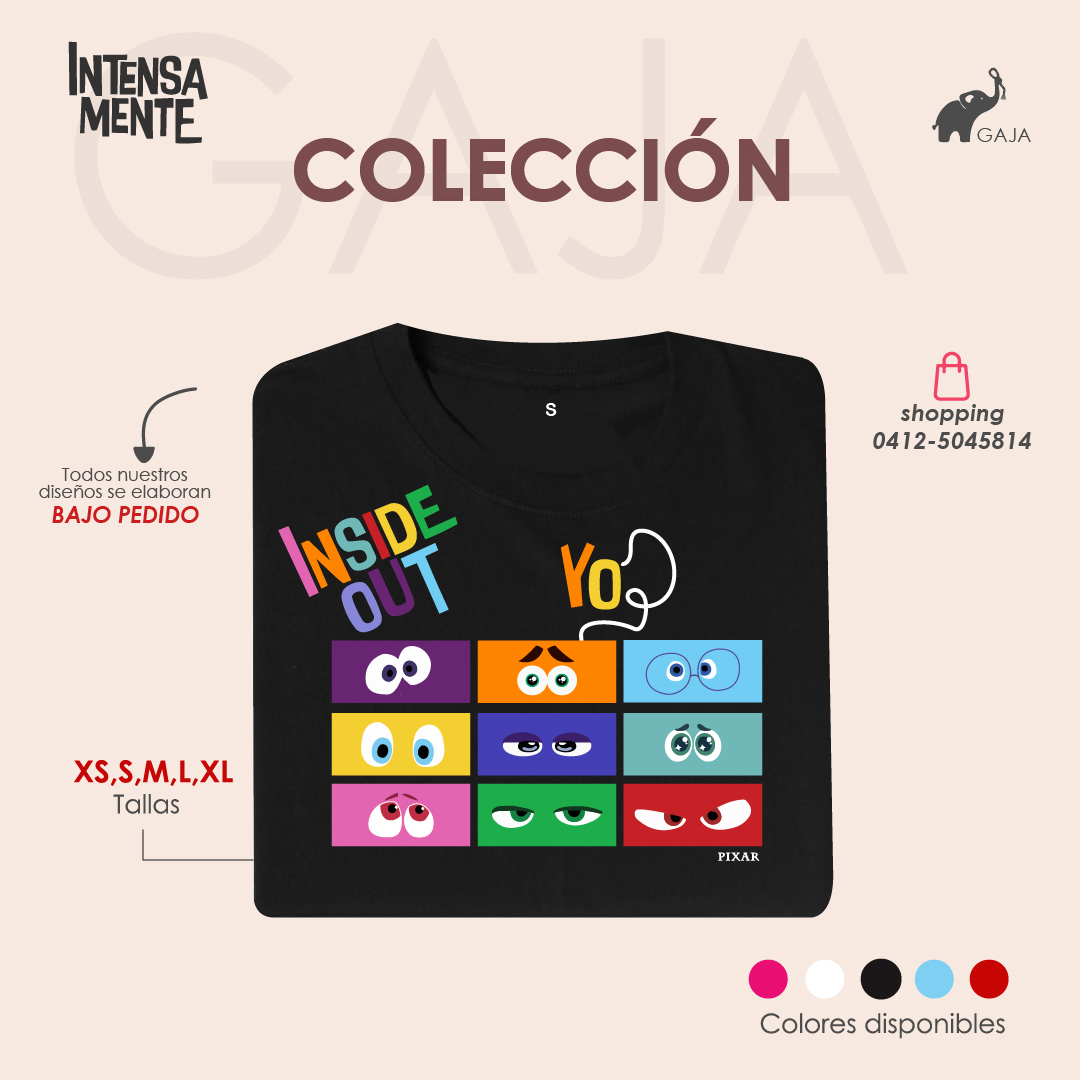 INTENSA
MENTE
GAJA
GAJA
COLECCIÓN
S
shopping
0412-5045814
Todos nuestros
diseños se elaboran
BAJO PEDIDO
INSIDE
OUT
YO
XS,S,M,L,XL
Tallas
PIXAR
Colores disponibles